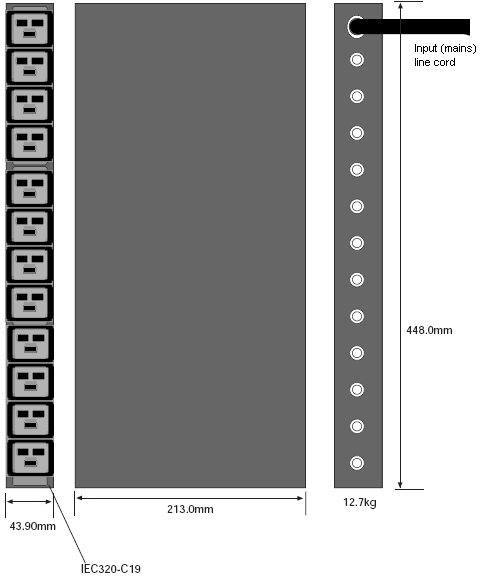 Input (mains)
line cord
448.0mm
12.7kg
213.0mm
43.90mm
IEC320-C19